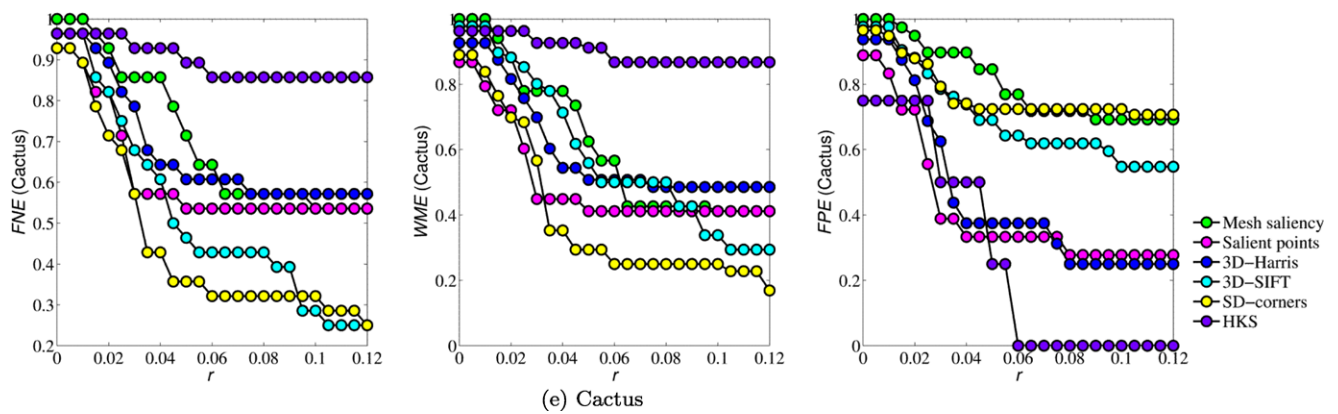 FNE (Cactus)
0.9
0.8
0.7
0.6
0.5
0.4
0.3
0.2
0 0.02 0.04 0.06 0.08 0.1 0.12
r
WME (Cactus)
1
0.8
0.6
0.4
0.2
0
0 0.02 0.04 0.06 0.08 0.1 0.12
r
FPE (Cactus)
1
0.8
0.6
0.4
0.2
0
0 0.02 0.04 0.06 0.08 0.1 0.12
r
Mesh saliency
Salient points
3D-Harris
3D-SIFT
SD-corners
HKS
(e) Cactus